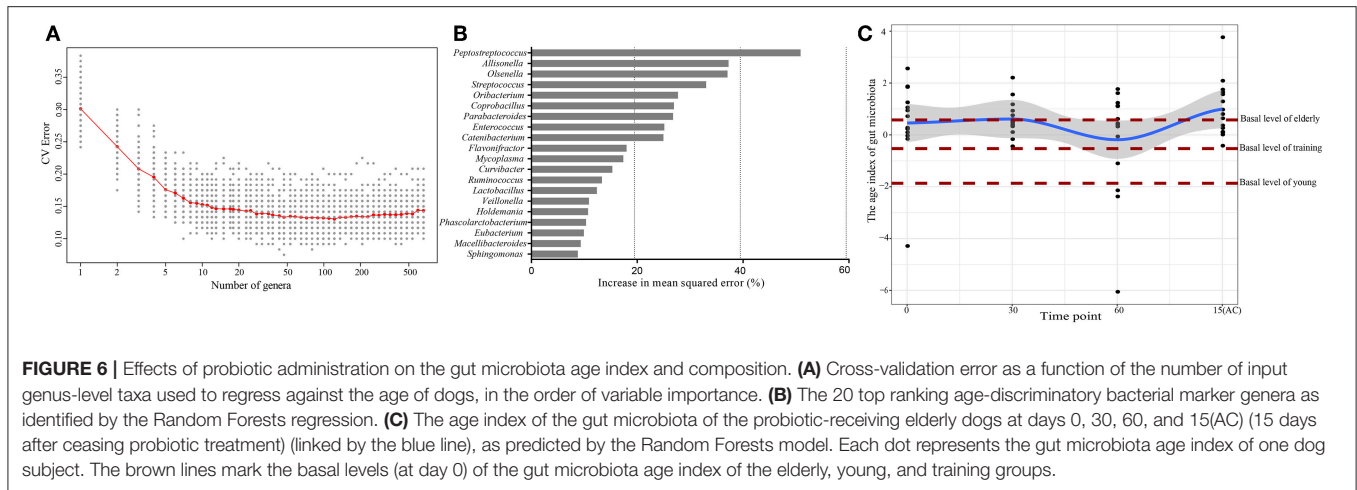 A
CV Error
0.35
0.30
0.25
0.20
0.15
0.10
1 2 5 10 20 50 100 200 500
Number of genera
B
Peptostreptococcus
Allisonella
Olsenella
Streptococcus
Oribacterium
Coprobacillus
Parabacteroides
Enterococcus
Catenibacterium
Flavonifractor
Mycoplasma
Curvibacter
Ruminococcus
Lactobacillus
Veillonella
Holdemania
Phascolarctobacterium
Eubacterium
Macellibacteroides
Sphingomonas
0 20 40 60
Increase in mean squared error (%)
C
The age index of gut microbiota
4
2
0
−2
−4
−6
Basal level of elderly
Basal level of training
Basal level of young
0 30 60 15(AC)
Time point
FIGURE 6 | Effects of probiotic administration on the gut microbiota age index and composition. (A) Cross-validation error as a function of the number of input
genus-level taxa used to regress against the age of dogs, in the order of variable importance. (B) The 20 top ranking age-discriminatory bacterial marker genera as
identified by the Random Forests regression. (C) The age index of the gut microbiota of the probiotic-receiving elderly dogs at days 0, 30, 60, and 15(AC) (15 days
after ceasing probiotic treatment) (linked by the blue line), as predicted by the Random Forests model. Each dot represents the gut microbiota age index of one dog
subject. The brown lines mark the basal levels (at day 0) of the gut microbiota age index of the elderly, young, and training groups.